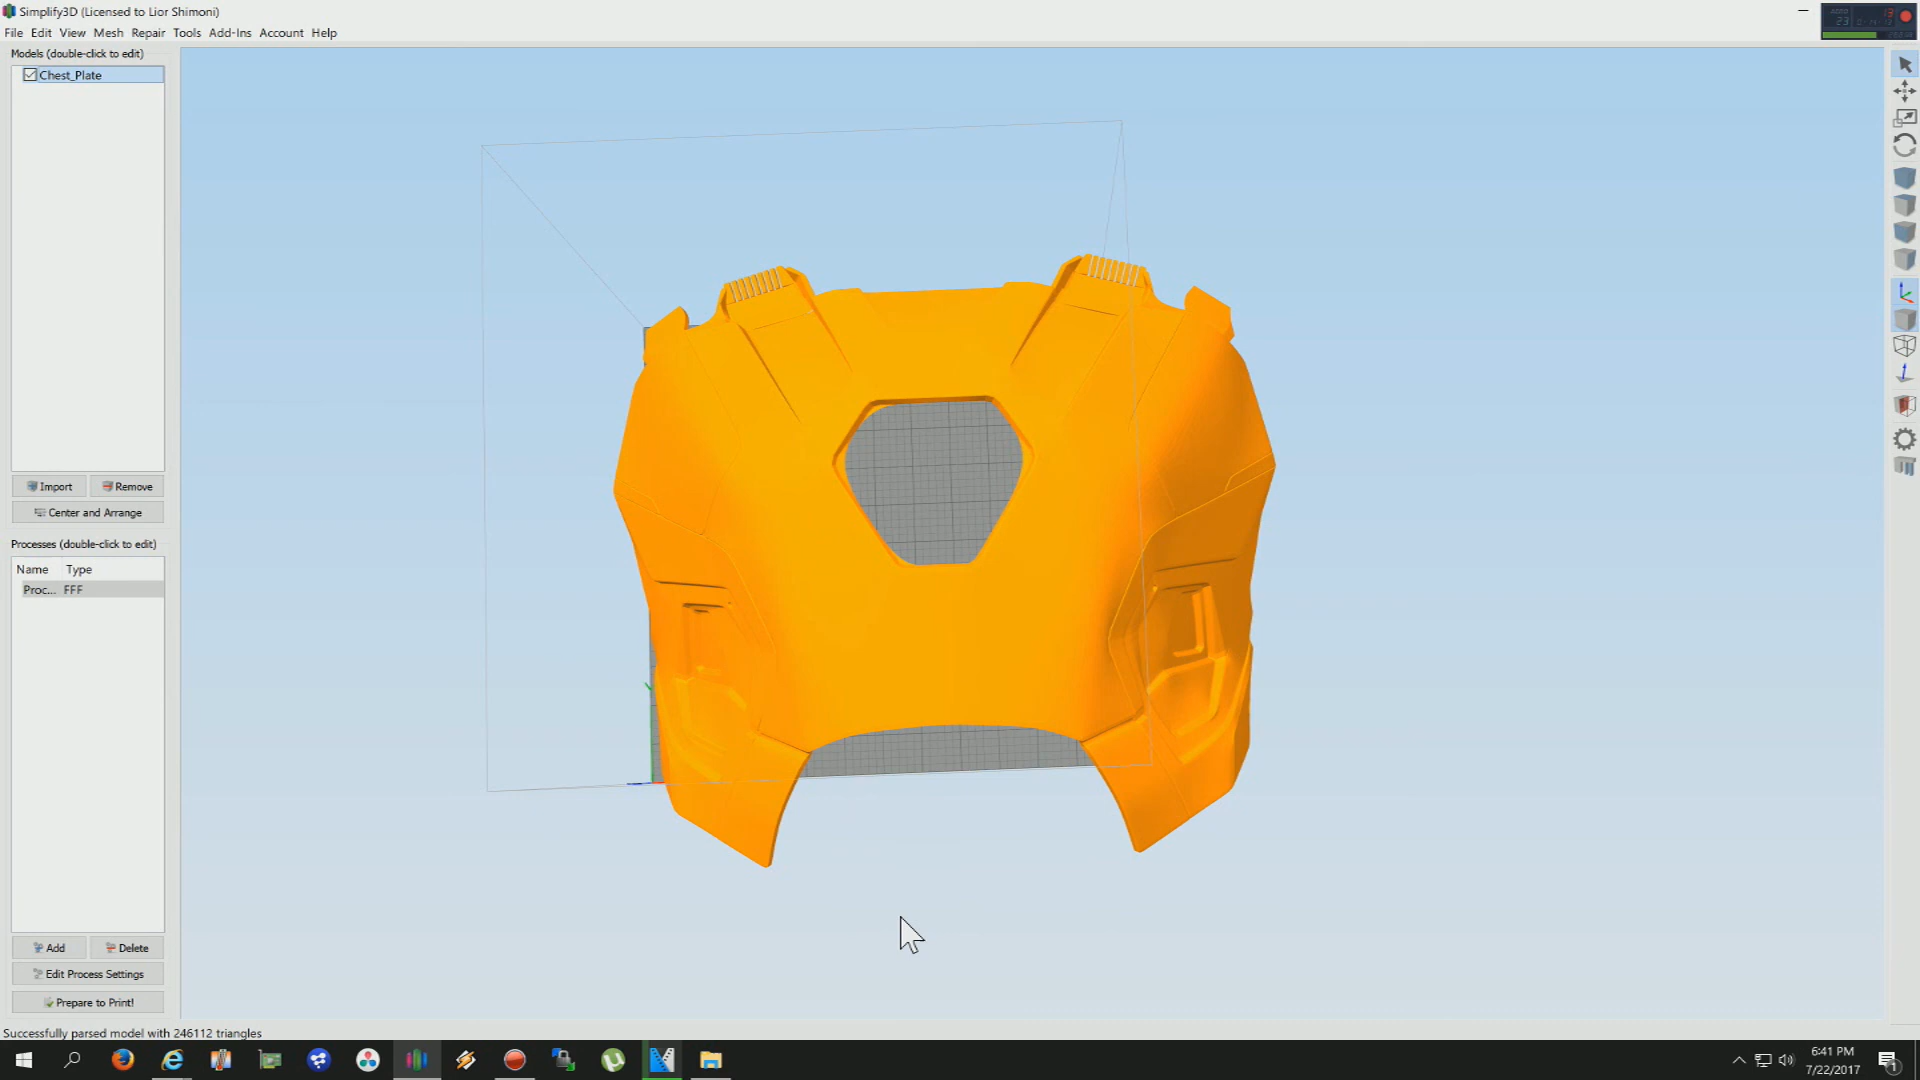 Simplify3D (Licensed to Lior Shimoni)
File Edit View Mesh Repair Tools Add-Ins Account Help
Models (double-click to edit)
Chest_Plate
Import Remove
Center and Arrange
Processes (double-click to edit)
Name Type
Proc... FFF
Add Delete
Edit Process Settings
Prepare to Print!
Successfully parsed model with 246112 triangles
6:41 PM
7/22/2017
1